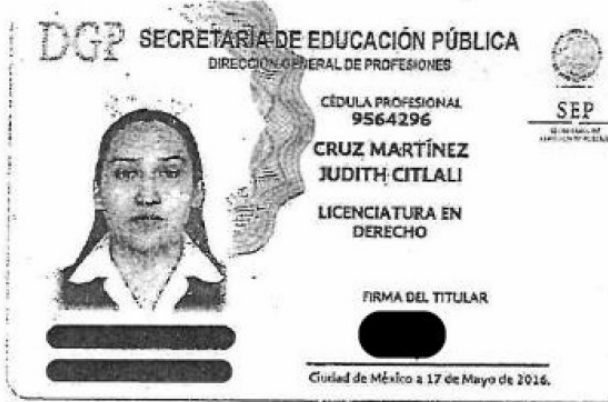 DGP
SECRETARÍA DE EDUCACIÓN PÚBLICA
DIRECCIÓN GENERAL DE PROFESIONES
CÉDULA PROFESIONAL
9564296
SEP
CRUZ MARTÍNEZ
JUDITH CITLALI
LICENCIATURA EN
DERECHO
FIRMA DEL TITULAR
Ciudad de México a 17 de Mayo de 2016.